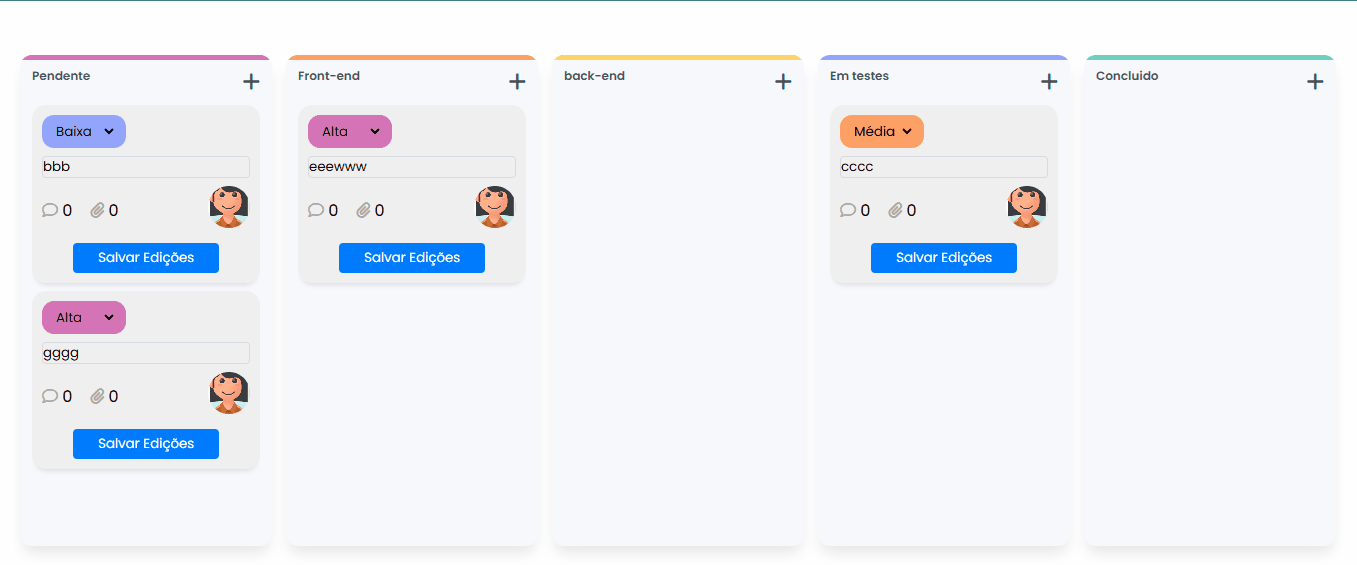 Pendente
Front-end
back-end
Em testes
Concluido
Baixa
bbb
0 0
Salvar Edições
Alta
gggg
0 0
Salvar Edições
Alta
eeewww
0 0
Salvar Edições
Média
cccc
0 0
Salvar Edições